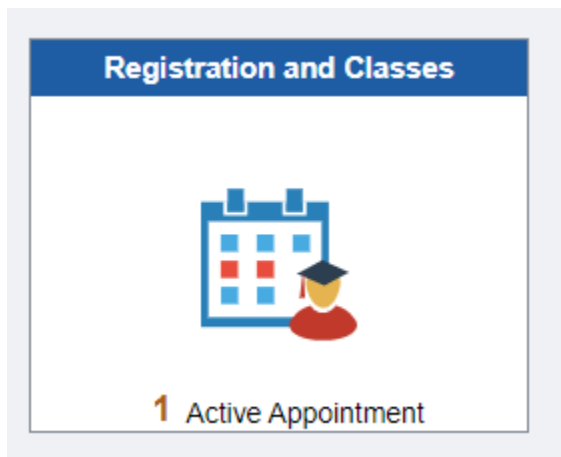 Registration and Classes
1 Active Appointment